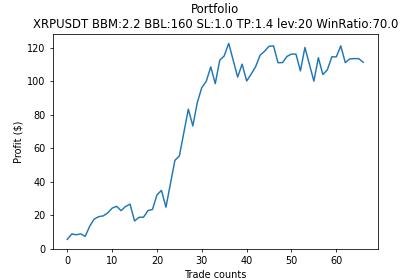 Portfolio
XRPUSDT BBM:2.2 BBL:160 SL:1.0 TP:1.4 lev:20 WinRatio:70.0
120
100
80
60
40
20
0
Profit ($)
0 10 20 30 40 50 60
Trade counts